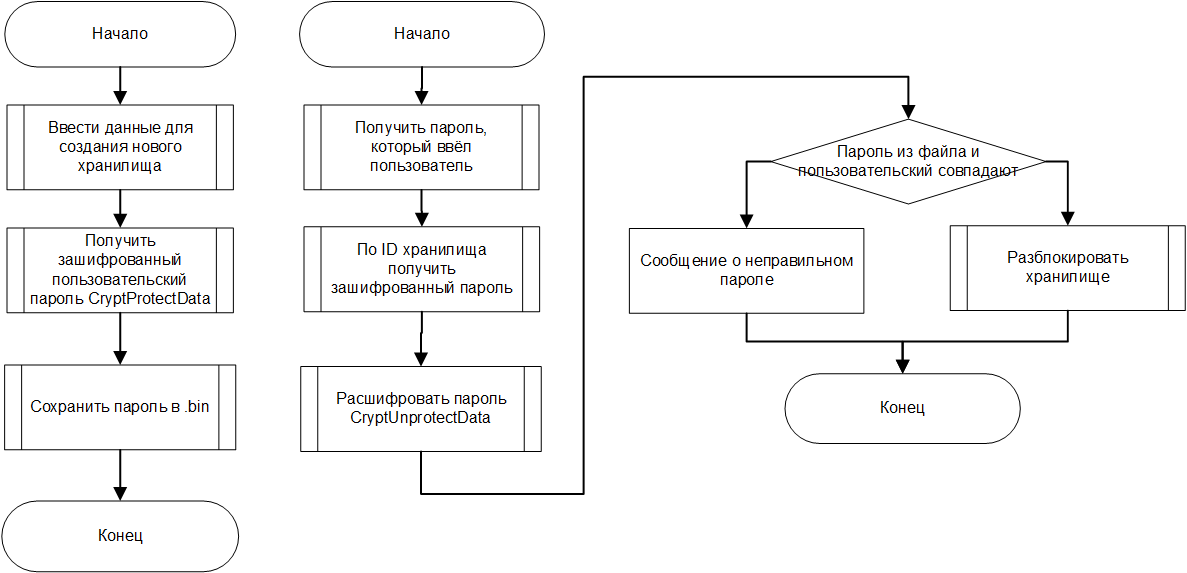 Начало
Ввести данные для
создания нового
хранилища
Получить
зашифрованный
пользовательский
пароль CryptProtectData
Сохранить пароль в .bin
Конец
Начало
Получить пароль,
который ввёл
пользователь
По ID хранилища
получить
зашифрованный пароль
Расшифровать пароль
CryptUnprotectData
Пароль из файла и
пользовательский совпадают
Сообщение о неправильном
пароле
Разблокировать
хранилище
Конец